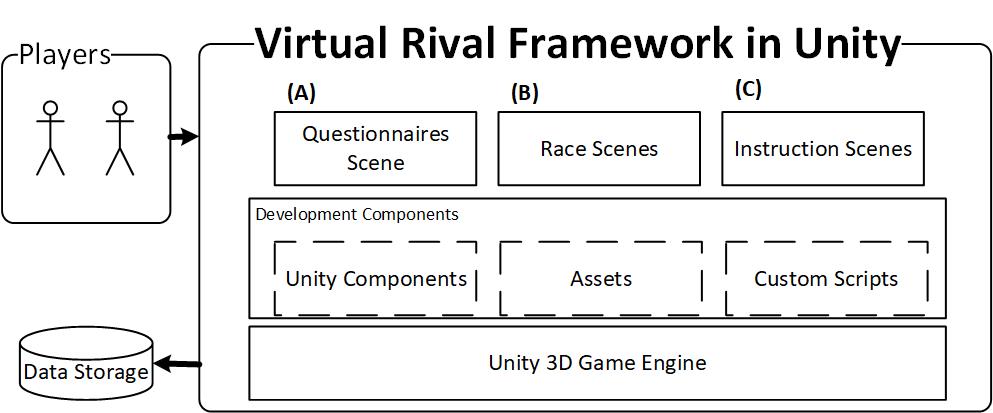 Players
Virtual Rival Framework in Unity
(A)
(B)
(C)
Questionnaires
Scene
Race Scenes
Instruction Scenes
Development Components
Unity Components
Assets
Custom Scripts
Unity 3D Game Engine
Data Storage